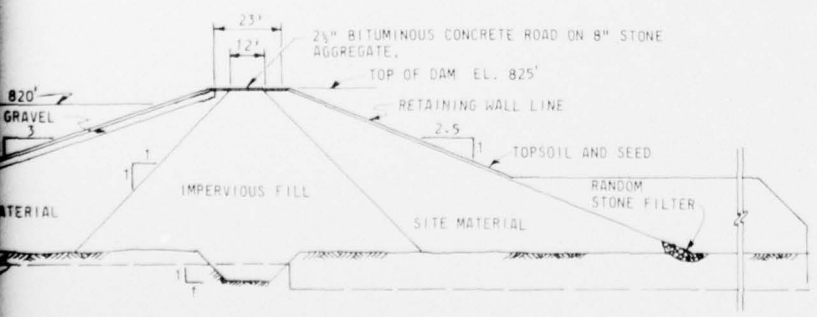 23'
12'
2½" BITUMINOUS CONCRETE ROAD ON 8" STONE
AGGREGATE.
TOP OF DAM EL. 825'
820'
GRAVEL
3
RETAINING WALL LINE
2.5
1
TOPSOIL AND SEED
1
1
IMPERVIOUS FILL
RANDOM
STONE FILTER
ATERIAL
SITE MATERIAL
1
1